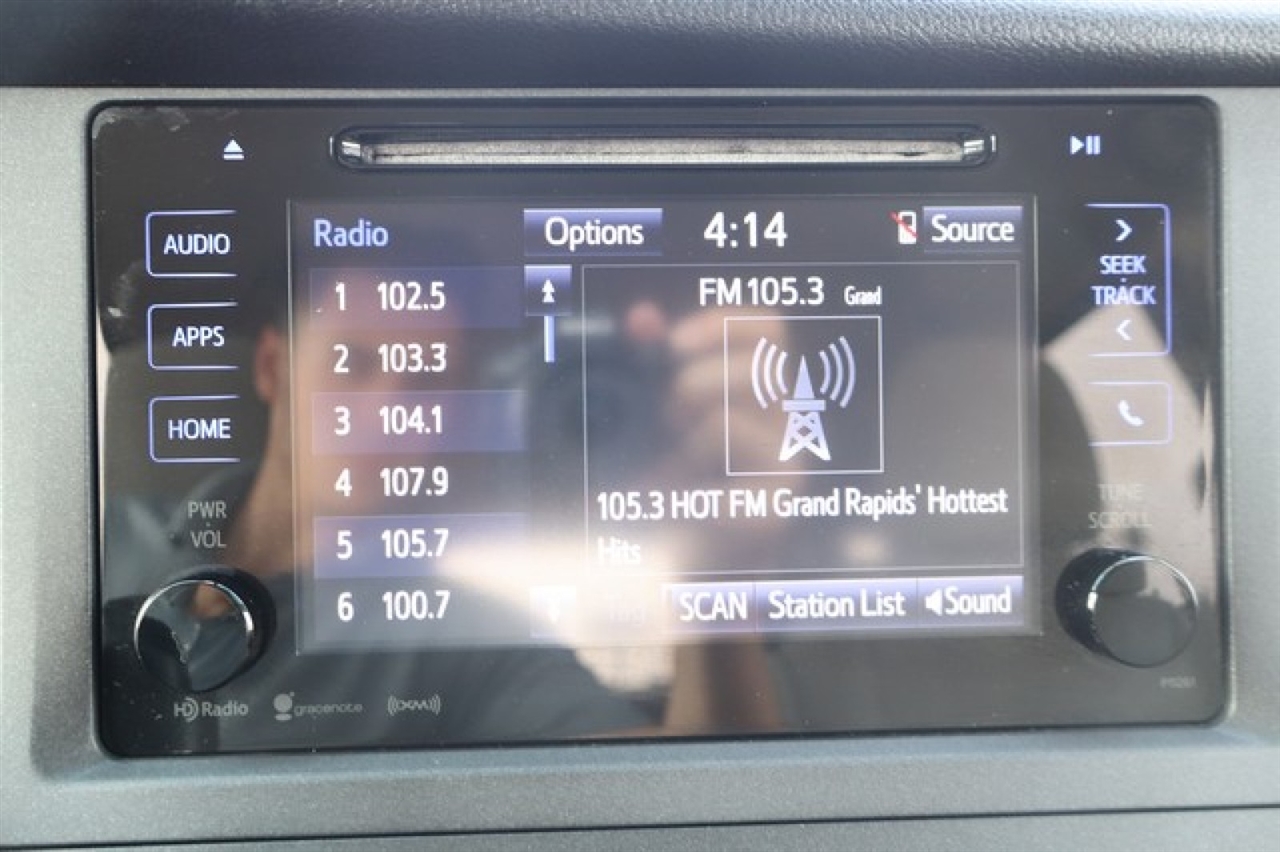 AUDIO
APPS
HOME
PWR
VOL
Radio
Options
4:14
Source
1 102.5
2 103.3
3 104.1
4 107.9
5 105.7
6 100.7
FM 105.3 Grand
105.3 HOT FM Grand Rapids' Hottest
Hits
Tag
SCAN
Station List
Sound
SEEK
TRACK
TUNE
SCROLL
HD Radio
gracenote
XM